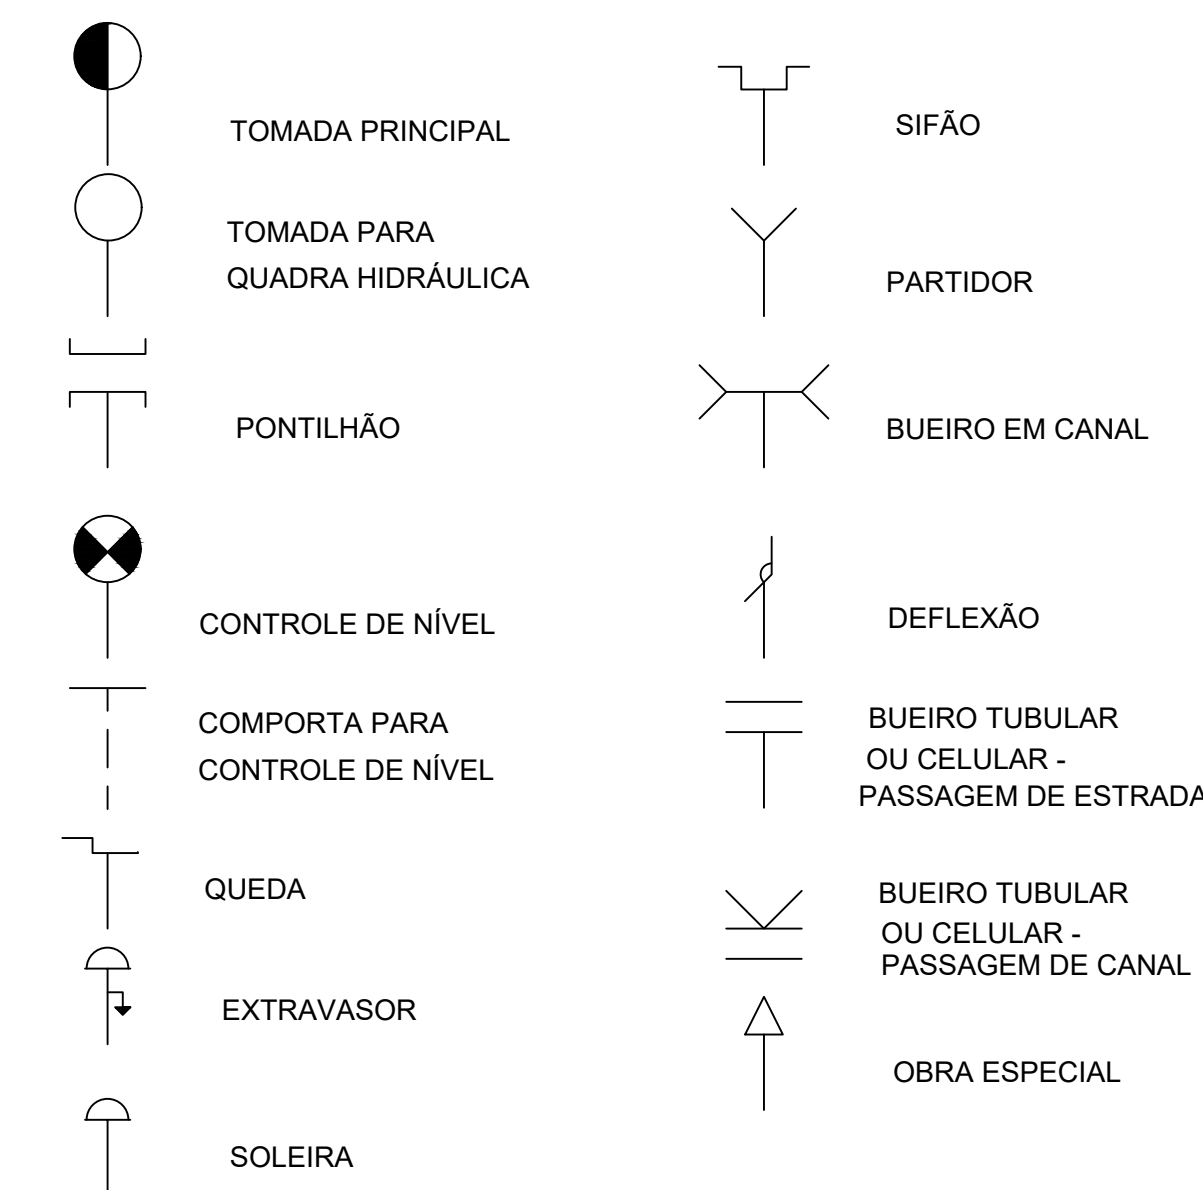 TOMADA PRINCIPAL
TOMADA PARA
QUADRA HIDRÁULICA
PONTILHÃO
CONTROLE DE NÍVEL
COMPORTA PARA
CONTROLE DE NÍVEL
QUEDA
EXTRAVASOR
SOLEIRA
SIFÃO
PARTIDOR
BUEIRO EM CANAL
DEFLEXÃO
BUEIRO TUBULAR
OU CELULAR -
PASSAGEM DE ESTRADA
BUEIRO TUBULAR
OU CELULAR -
PASSAGEM DE CANAL
OBRA ESPECIAL